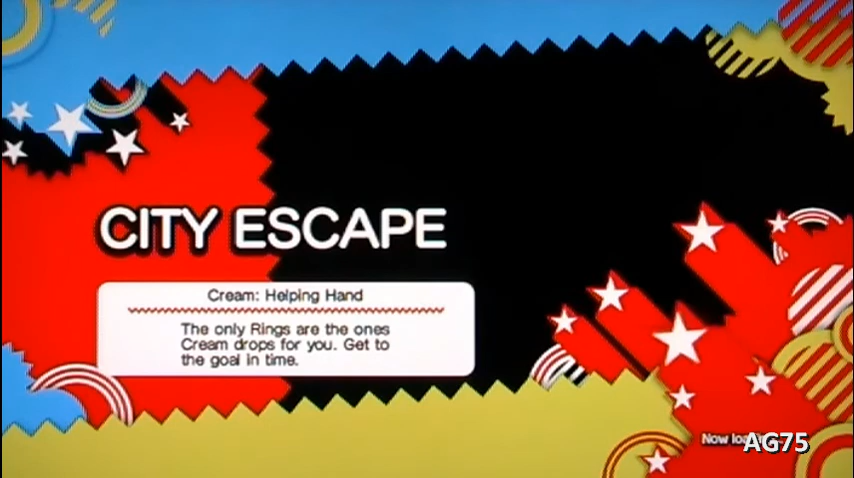 CITY ESCAPE
Cream: Helping Hand
The only Rings are the ones
Cream drops for you. Get to
the goal in time.
Now
AG75